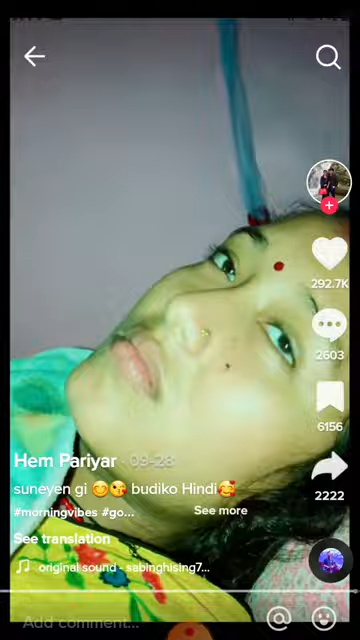 292.7K
2603
6156
2222
Hem Pariyar · 09-28
suneyen gi 😋😘 budiko Hindi🥰
#morningvibes #go... See more
See translation
original sound - sabinghising7...
Add comment...